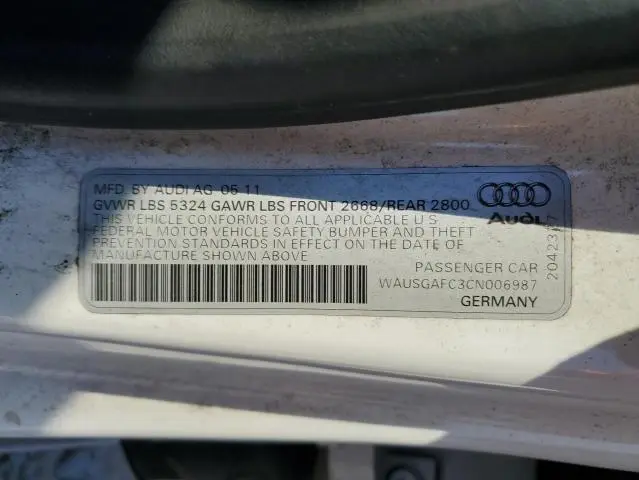 MFD. BY AUDI AG 05 11
GVWR LBS 5324 GAWR LBS FRONT 2668/REAR 2800
THIS VEHICLE CONFORMS TO ALL APPLICABLE U.S.
FEDERAL MOTOR VEHICLE SAFETY BUMPER AND THEFT
PREVENTION STANDARDS IN EFFECT ON THE DATE OF
MANUFACTURE SHOWN ABOVE
Audi
PASSENGER CAR
WAUSGAFC3CN006987
GERMANY